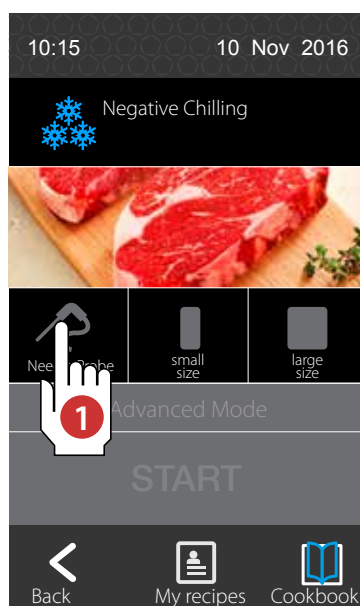 10:15 10 Nov 2016
Negative Chilling
small
size
large
size
1
Advanced Mode
START
Back My recipes Cookbook